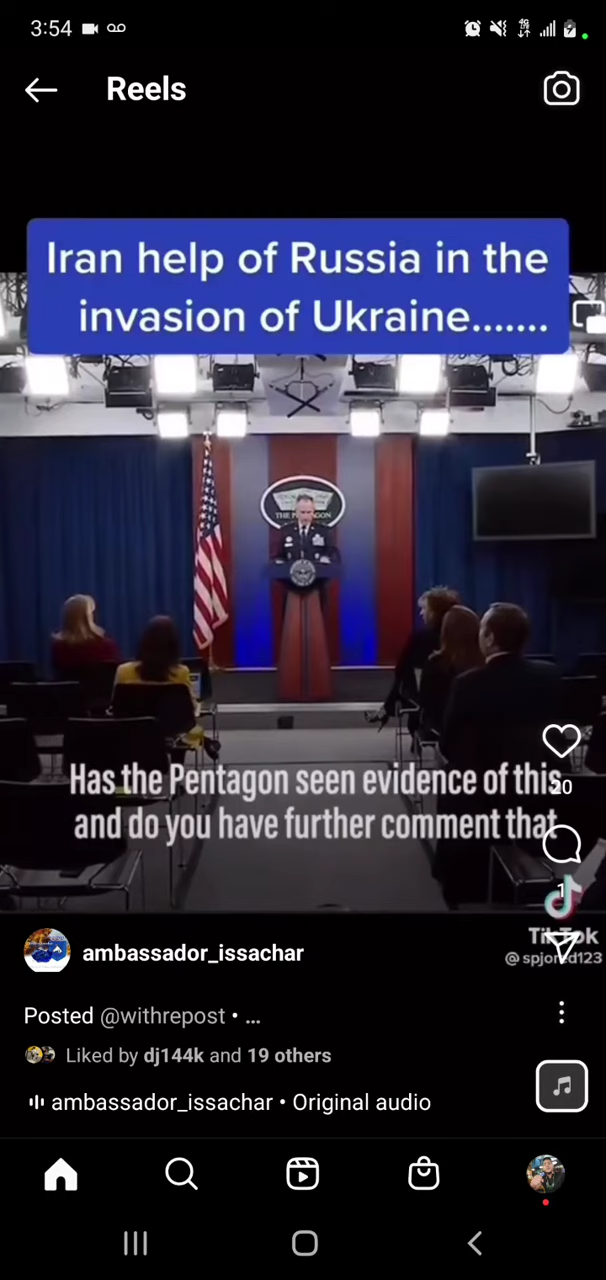 3:54
Reels
Iran help of Russia in the
invasion of Ukraine.......
THE PENTAGON
Has the Pentagon seen evidence of this
and do you have further comment that
20
1
TikTok
@spjored123
ambassador_issachar
Posted @withrepost • ...
Liked by dj144k and 19 others
ambassador_issachar • Original audio